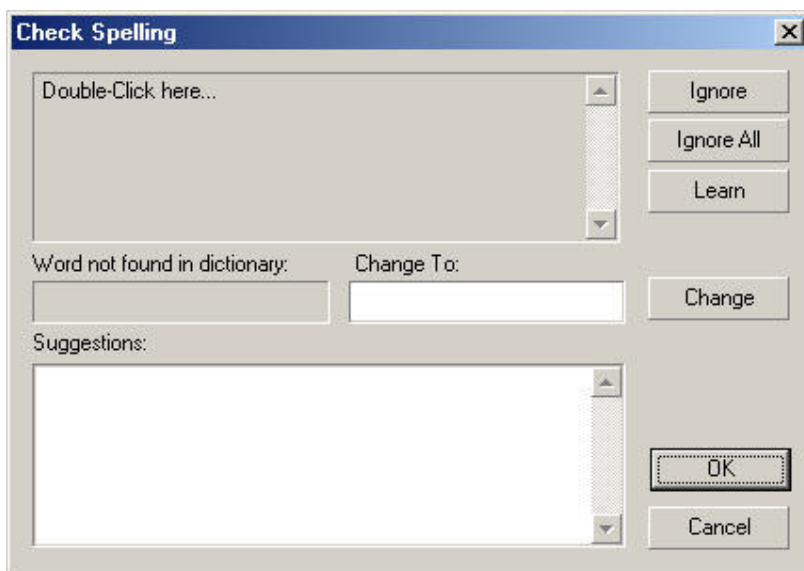 Check Spelling
Double-Click here...
Ignore
Ignore All
Learn
Word not found in dictionary:
Change To:
Change
Suggestions:
OK
Cancel